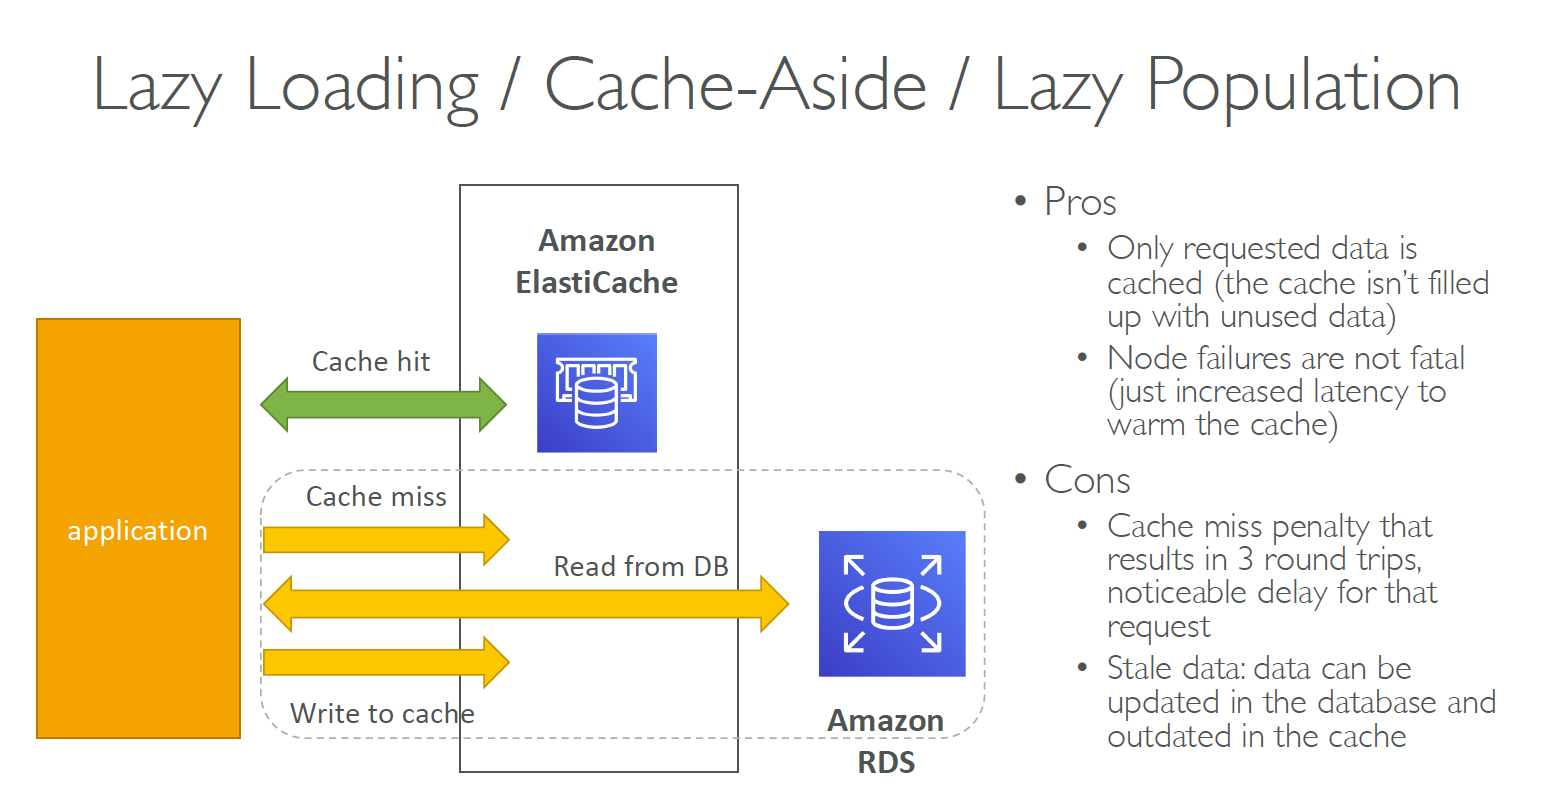 Lazy Loading / Cache-Aside / Lazy Population
Amazon
ElastiCache
Cache hit
application
Cache miss
Read from DB
Write to cache
Amazon
RDS
• Pros
• Only requested data is
cached (the cache isn’t filled
up with unused data)
• Node failures are not fatal
(just increased latency to
warm the cache)
• Cons
• Cache miss penalty that
results in 3 round trips,
noticeable delay for that
request
• Stale data: data can be
updated in the database and
outdated in the cache